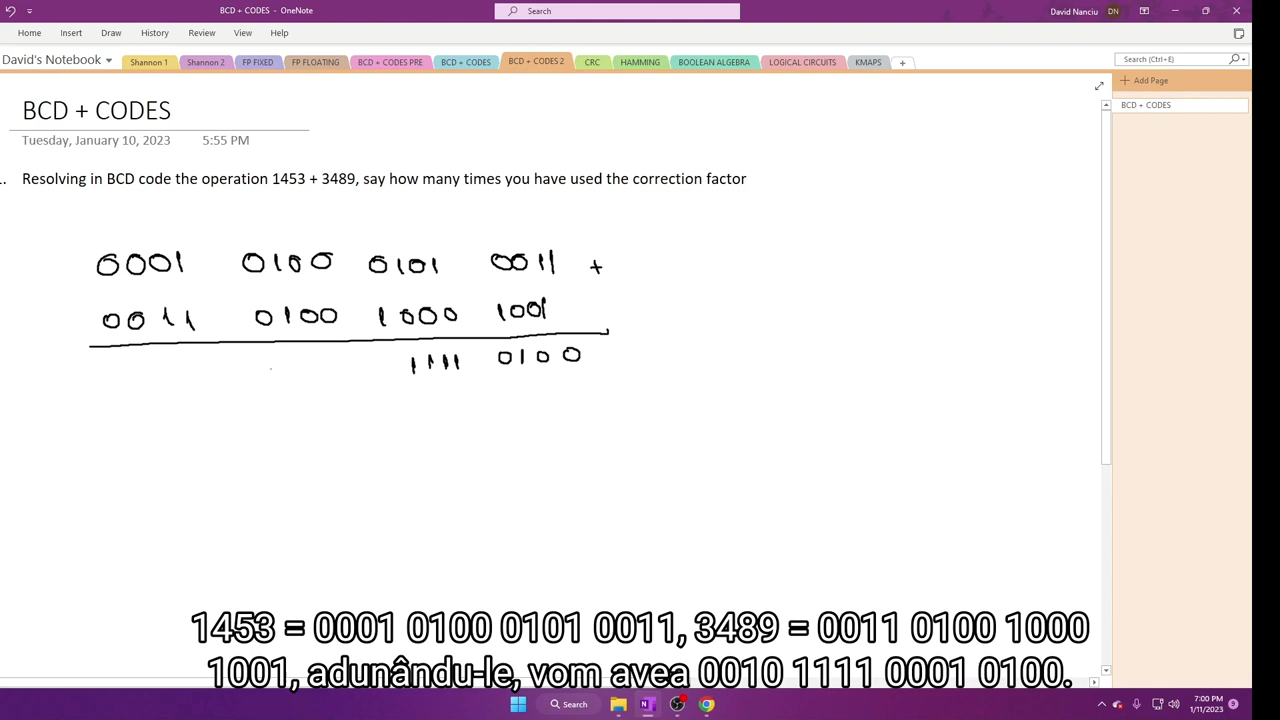 BCD + CODES - OneNote
Search
David Nanciu DN
Home Insert Draw History Review View Help
David's Notebook Shannon 1 Shannon 2 FP FIXED FP FLOATING BCD + CODES PRE BCD + CODES BCD + CODES 2 CRC HAMMING BOOLEAN ALGEBRA LOGICAL CIRCUITS KMAPS +
Search (Ctrl+E)
Add Page
BCD + CODES
BCD + CODES
Tuesday, January 10, 2023 5:55 PM
. Resolving in BCD code the operation 1453 + 3489, say how many times you have used the correction factor
0001 0100 0101 0011 +
0011 0100 1000 1001
1111 0100
1453 = 0001 0100 0101 0011, 3489 = 0011 0100 1000
1001, adunându-le, vom avea 0010 1111 0001 0100.
Search
7:00 PM
1/11/2023
3